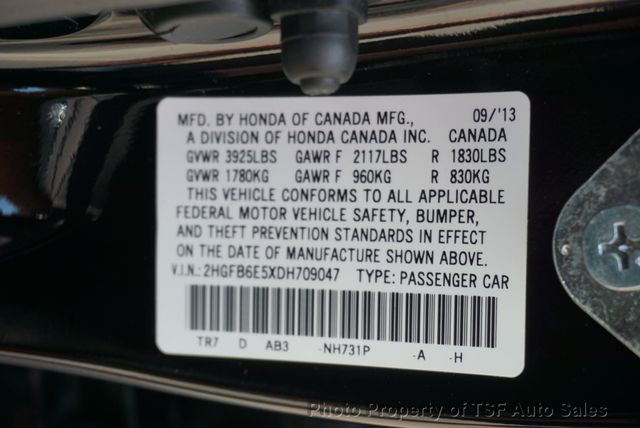 MFD. BY HONDA OF CANADA MFG., 09/'13
A DIVISION OF HONDA CANADA INC. CANADA
GVWR 3925LBS GAWR F 2117LBS R 1830LBS
GVWR 1780KG GAWR F 960KG R 830KG
THIS VEHICLE CONFORMS TO ALL APPLICABLE
FEDERAL MOTOR VEHICLE SAFETY, BUMPER,
AND THEFT PREVENTION STANDARDS IN EFFECT
ON THE DATE OF MANUFACTURE SHOWN ABOVE.
V.I.N.: 2HGFB6E5XDH709047 TYPE: PASSENGER CAR
TR7 D AB3 -NH731P -A -H
Photo Property of TSF Auto Sales